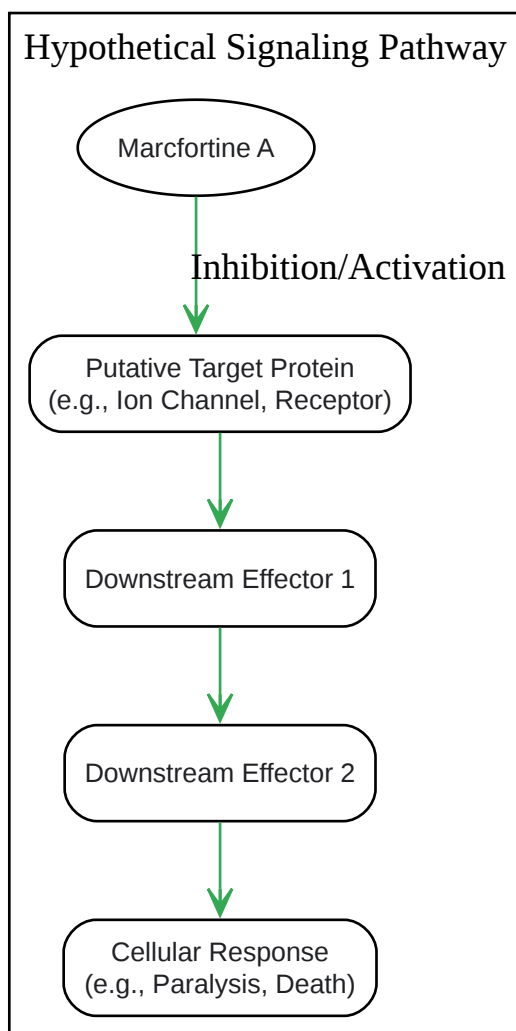 Hypothetical Signaling Pathway
Marcfortine A
Inhibition/Activation
Putative Target Protein
(e.g., Ion Channel, Receptor)
Downstream Effector 1
Downstream Effector 2
Cellular Response
(e.g., Paralysis, Death)